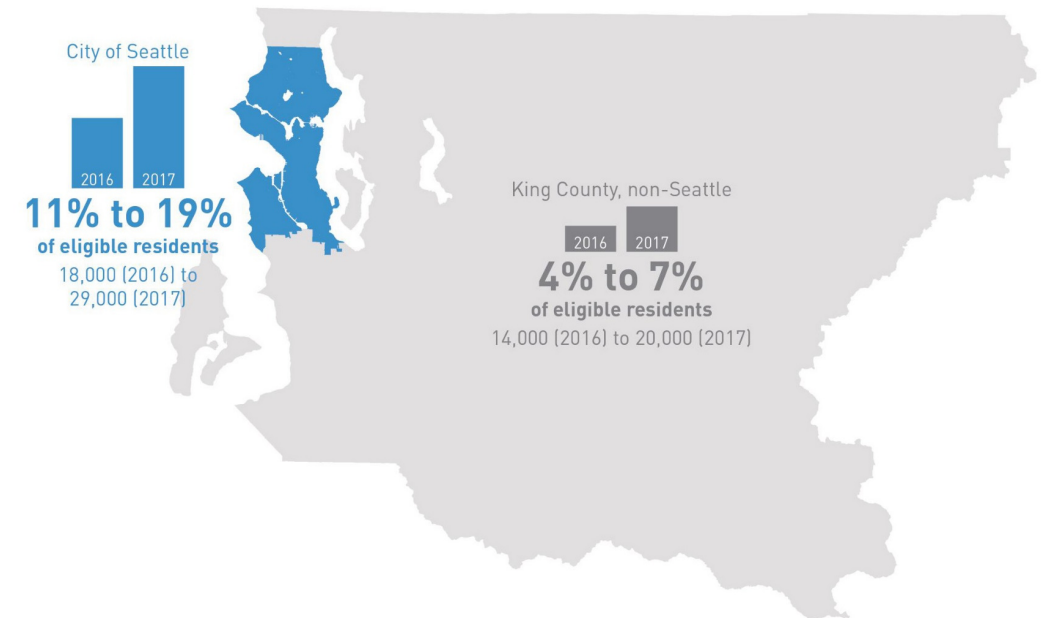 City of Seattle
2016 2017
11% to 19%
of eligible residents
18,000 (2016) to
29,000 (2017)
King County, non-Seattle
2016 2017
4% to 7%
of eligible residents
14,000 (2016) to 20,000 (2017)